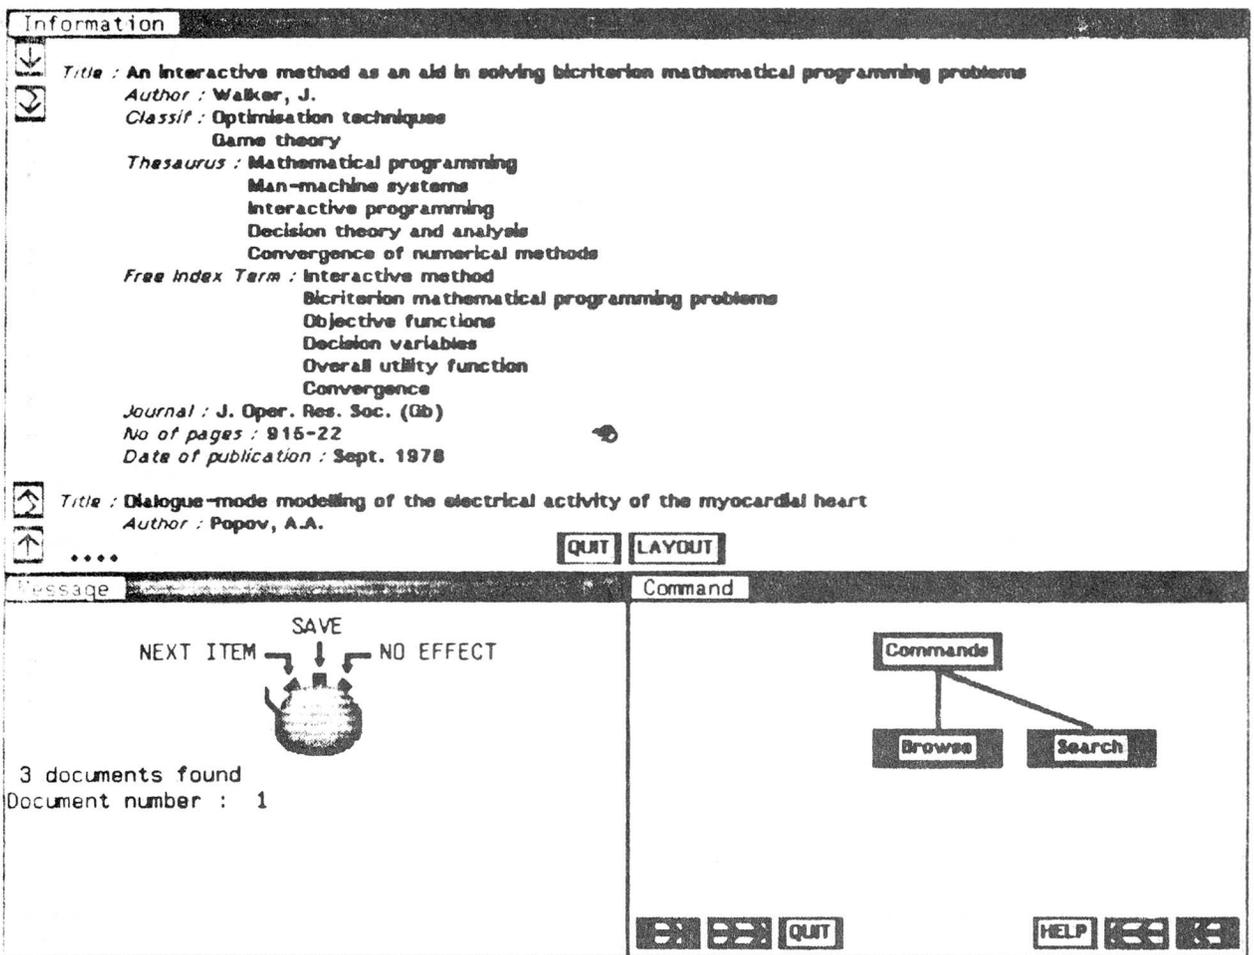 Information
Title : An interactive method as an aid in solving bicriterion mathematical programming problems
Author : Walker, J.
Classif : Optimisation techniques
Game theory
Thesaurus : Mathematical programming
Man-machine systems
Interactive programming
Decision theory and analysis
Convergence of numerical methods
Free Index Term : Interactive method
Bicriterion mathematical programming problems
Objective functions
Decision variables
Overall utility function
Convergence
Journal : J. Oper. Res. Soc. (Gb)
No of pages : 915-22
Date of publication : Sept. 1978
Title : Dialogue-mode modelling of the electrical activity of the myocardial heart
Author : Popov, A.A.
....
QUIT LAYOUT
Message
SAVE
NEXT ITEM NO EFFECT
3 documents found
Document number : 1
Command
Commands
Browse Search
QUIT HELP